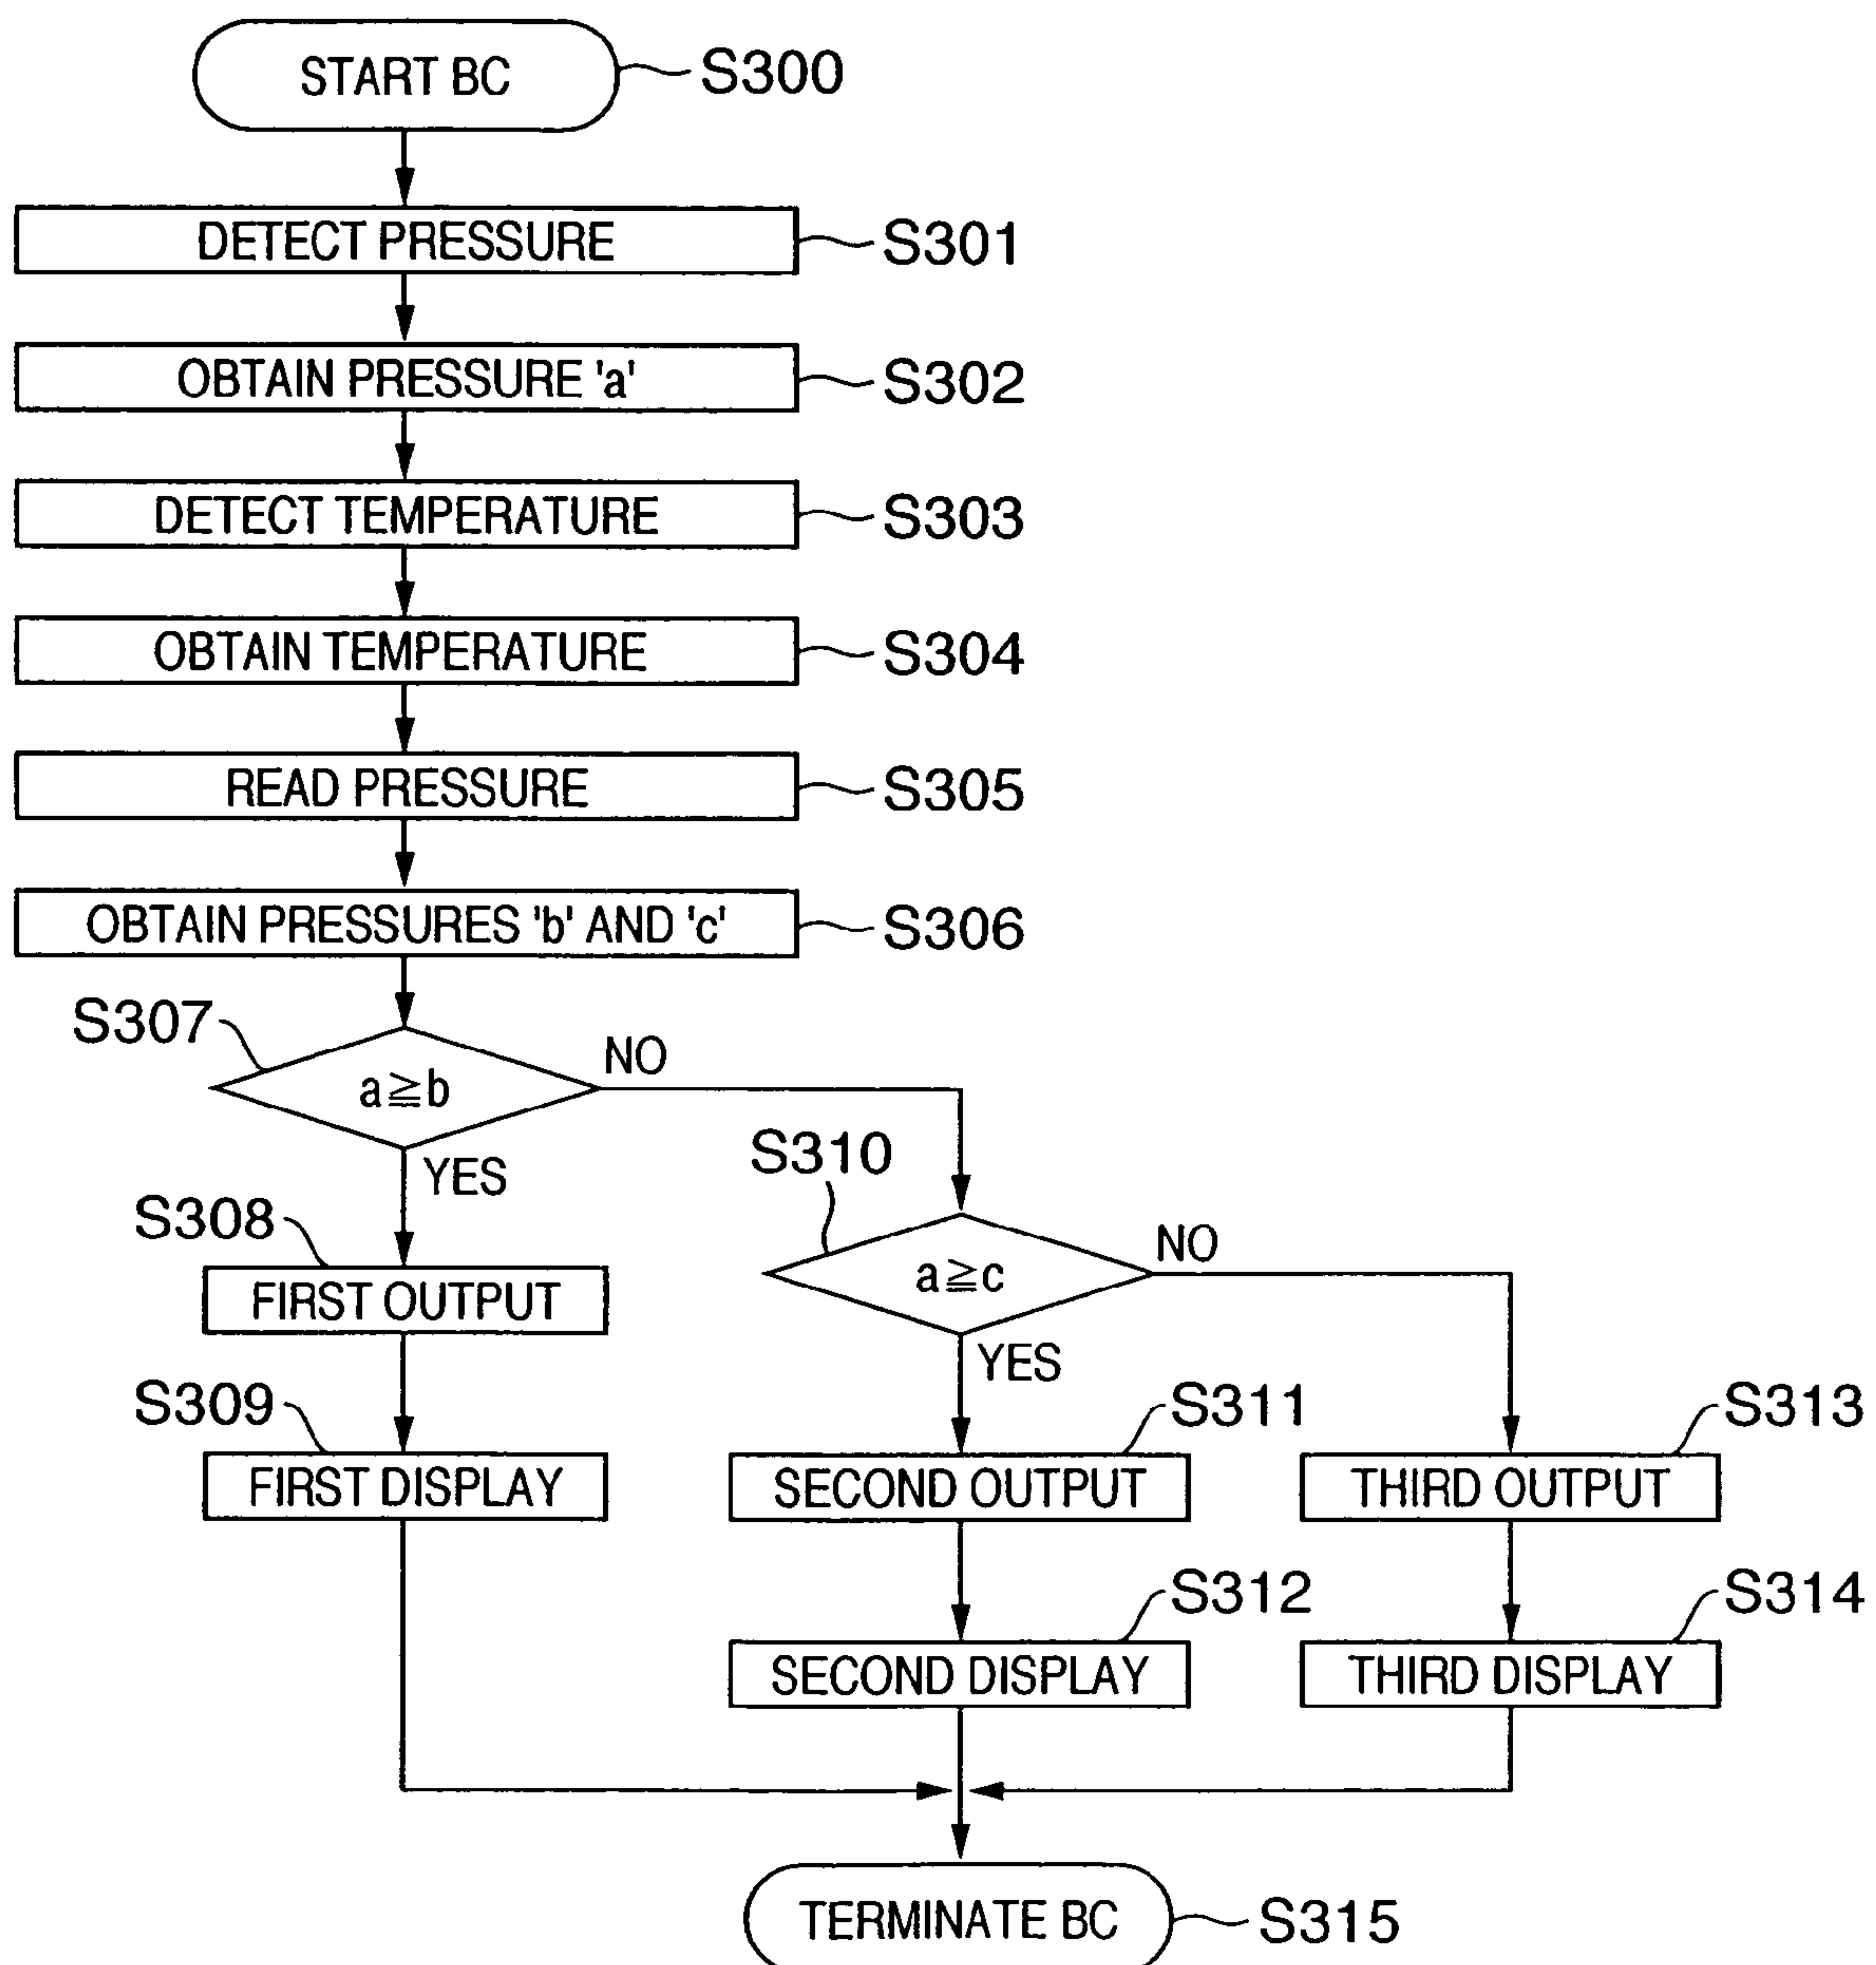 START BC S300
DETECT PRESSURE S301
OBTAIN PRESSURE 'a' S302
DETECT TEMPERATURE S303
OBTAIN TEMPERATURE S304
READ PRESSURE S305
OBTAIN PRESSURES 'b' AND 'c' S306
S307
a≧b
NO
YES
S308
FIRST OUTPUT
S309
FIRST DISPLAY
S310
a≧c
NO
YES
S311
SECOND OUTPUT
S312
SECOND DISPLAY
S313
THIRD OUTPUT
S314
THIRD DISPLAY
TERMINATE BC S315